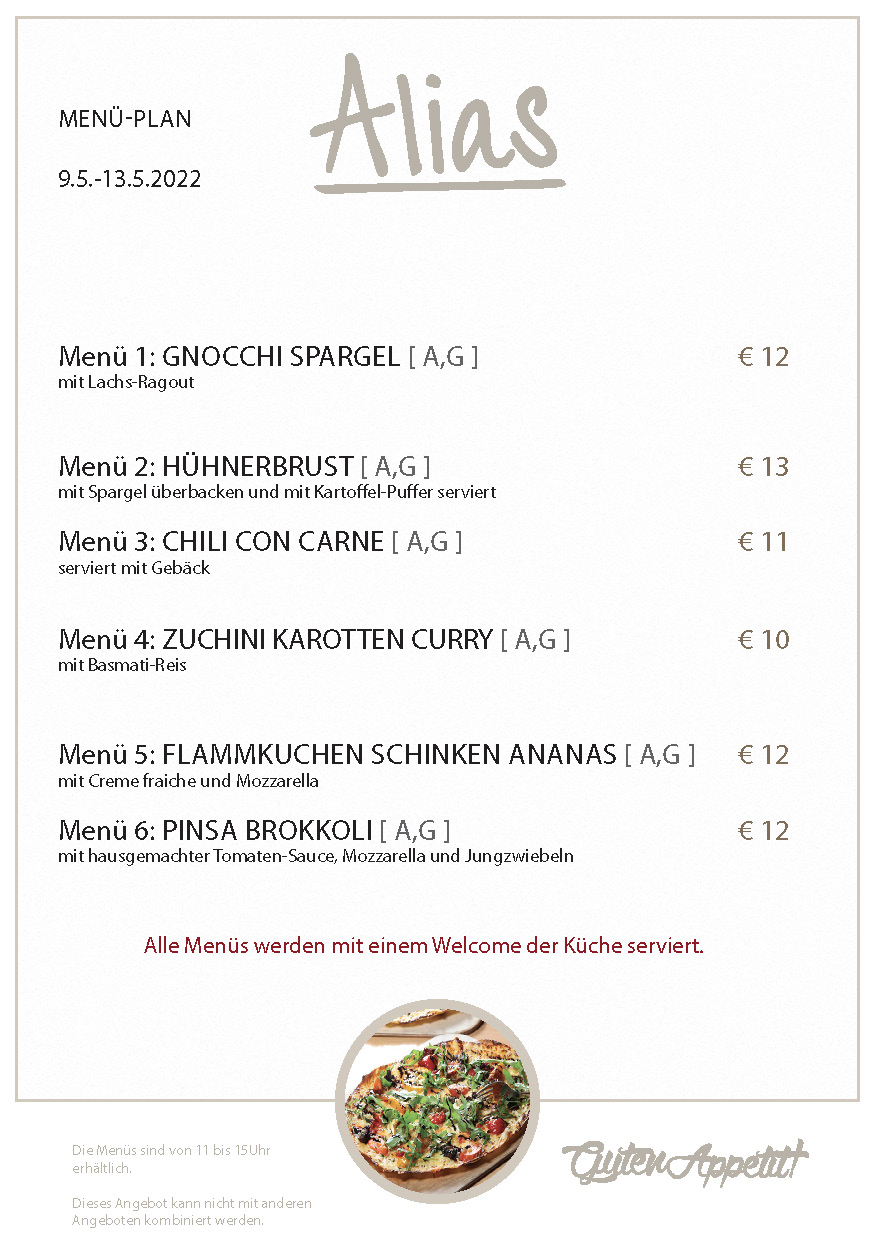 Alias
MENÜ-PLAN
9.5.-13.5.2022
Menü 1: GNOCCHI SPARGEL [ A,G ] € 12
mit Lachs-Ragout
Menü 2: HÜHNERBRUST [ A,G ] € 13
mit Spargel überbacken und mit Kartoffel-Puffer serviert
Menü 3: CHILI CON CARNE [ A,G ] € 11
serviert mit Gebäck
Menü 4: ZUCHINI KAROTTEN CURRY [ A,G ] € 10
mit Basmati-Reis
Menü 5: FLAMMKUCHEN SCHINKEN ANANAS [ A,G ] € 12
mit Creme fraiche und Mozzarella
Menü 6: PINSA BROKKOLI [ A,G ] € 12
mit hausgemachter Tomaten-Sauce, Mozzarella und Jungzwiebeln
Alle Menüs werden mit einem Welcome der Küche serviert.
Die Menüs sind von 11 bis 15Uhr
erhältlich.
Dieses Angebot kann nicht mit anderen
Angeboten kombiniert werden.
Guten Appetit!